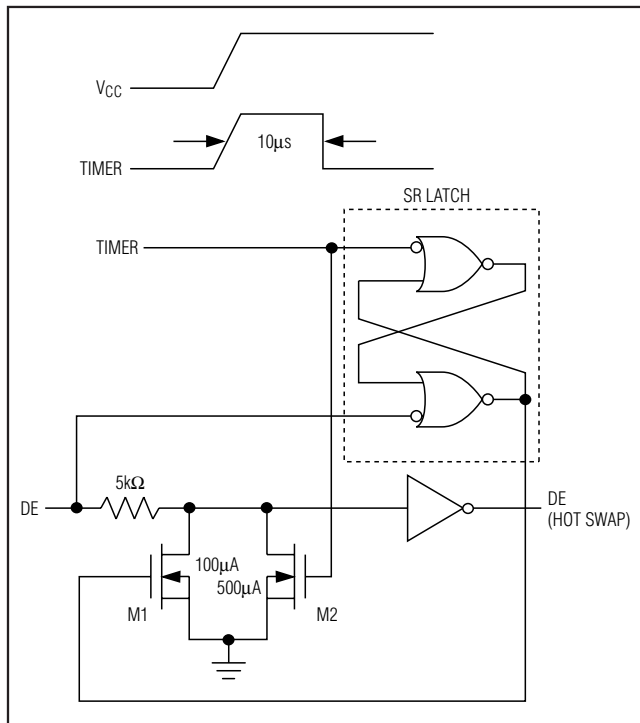 VCC
10μs
TIMER
SR LATCH
TIMER
5kΩ
DE
DE
(HOT SWAP)
100μA
500μA
M1
M2